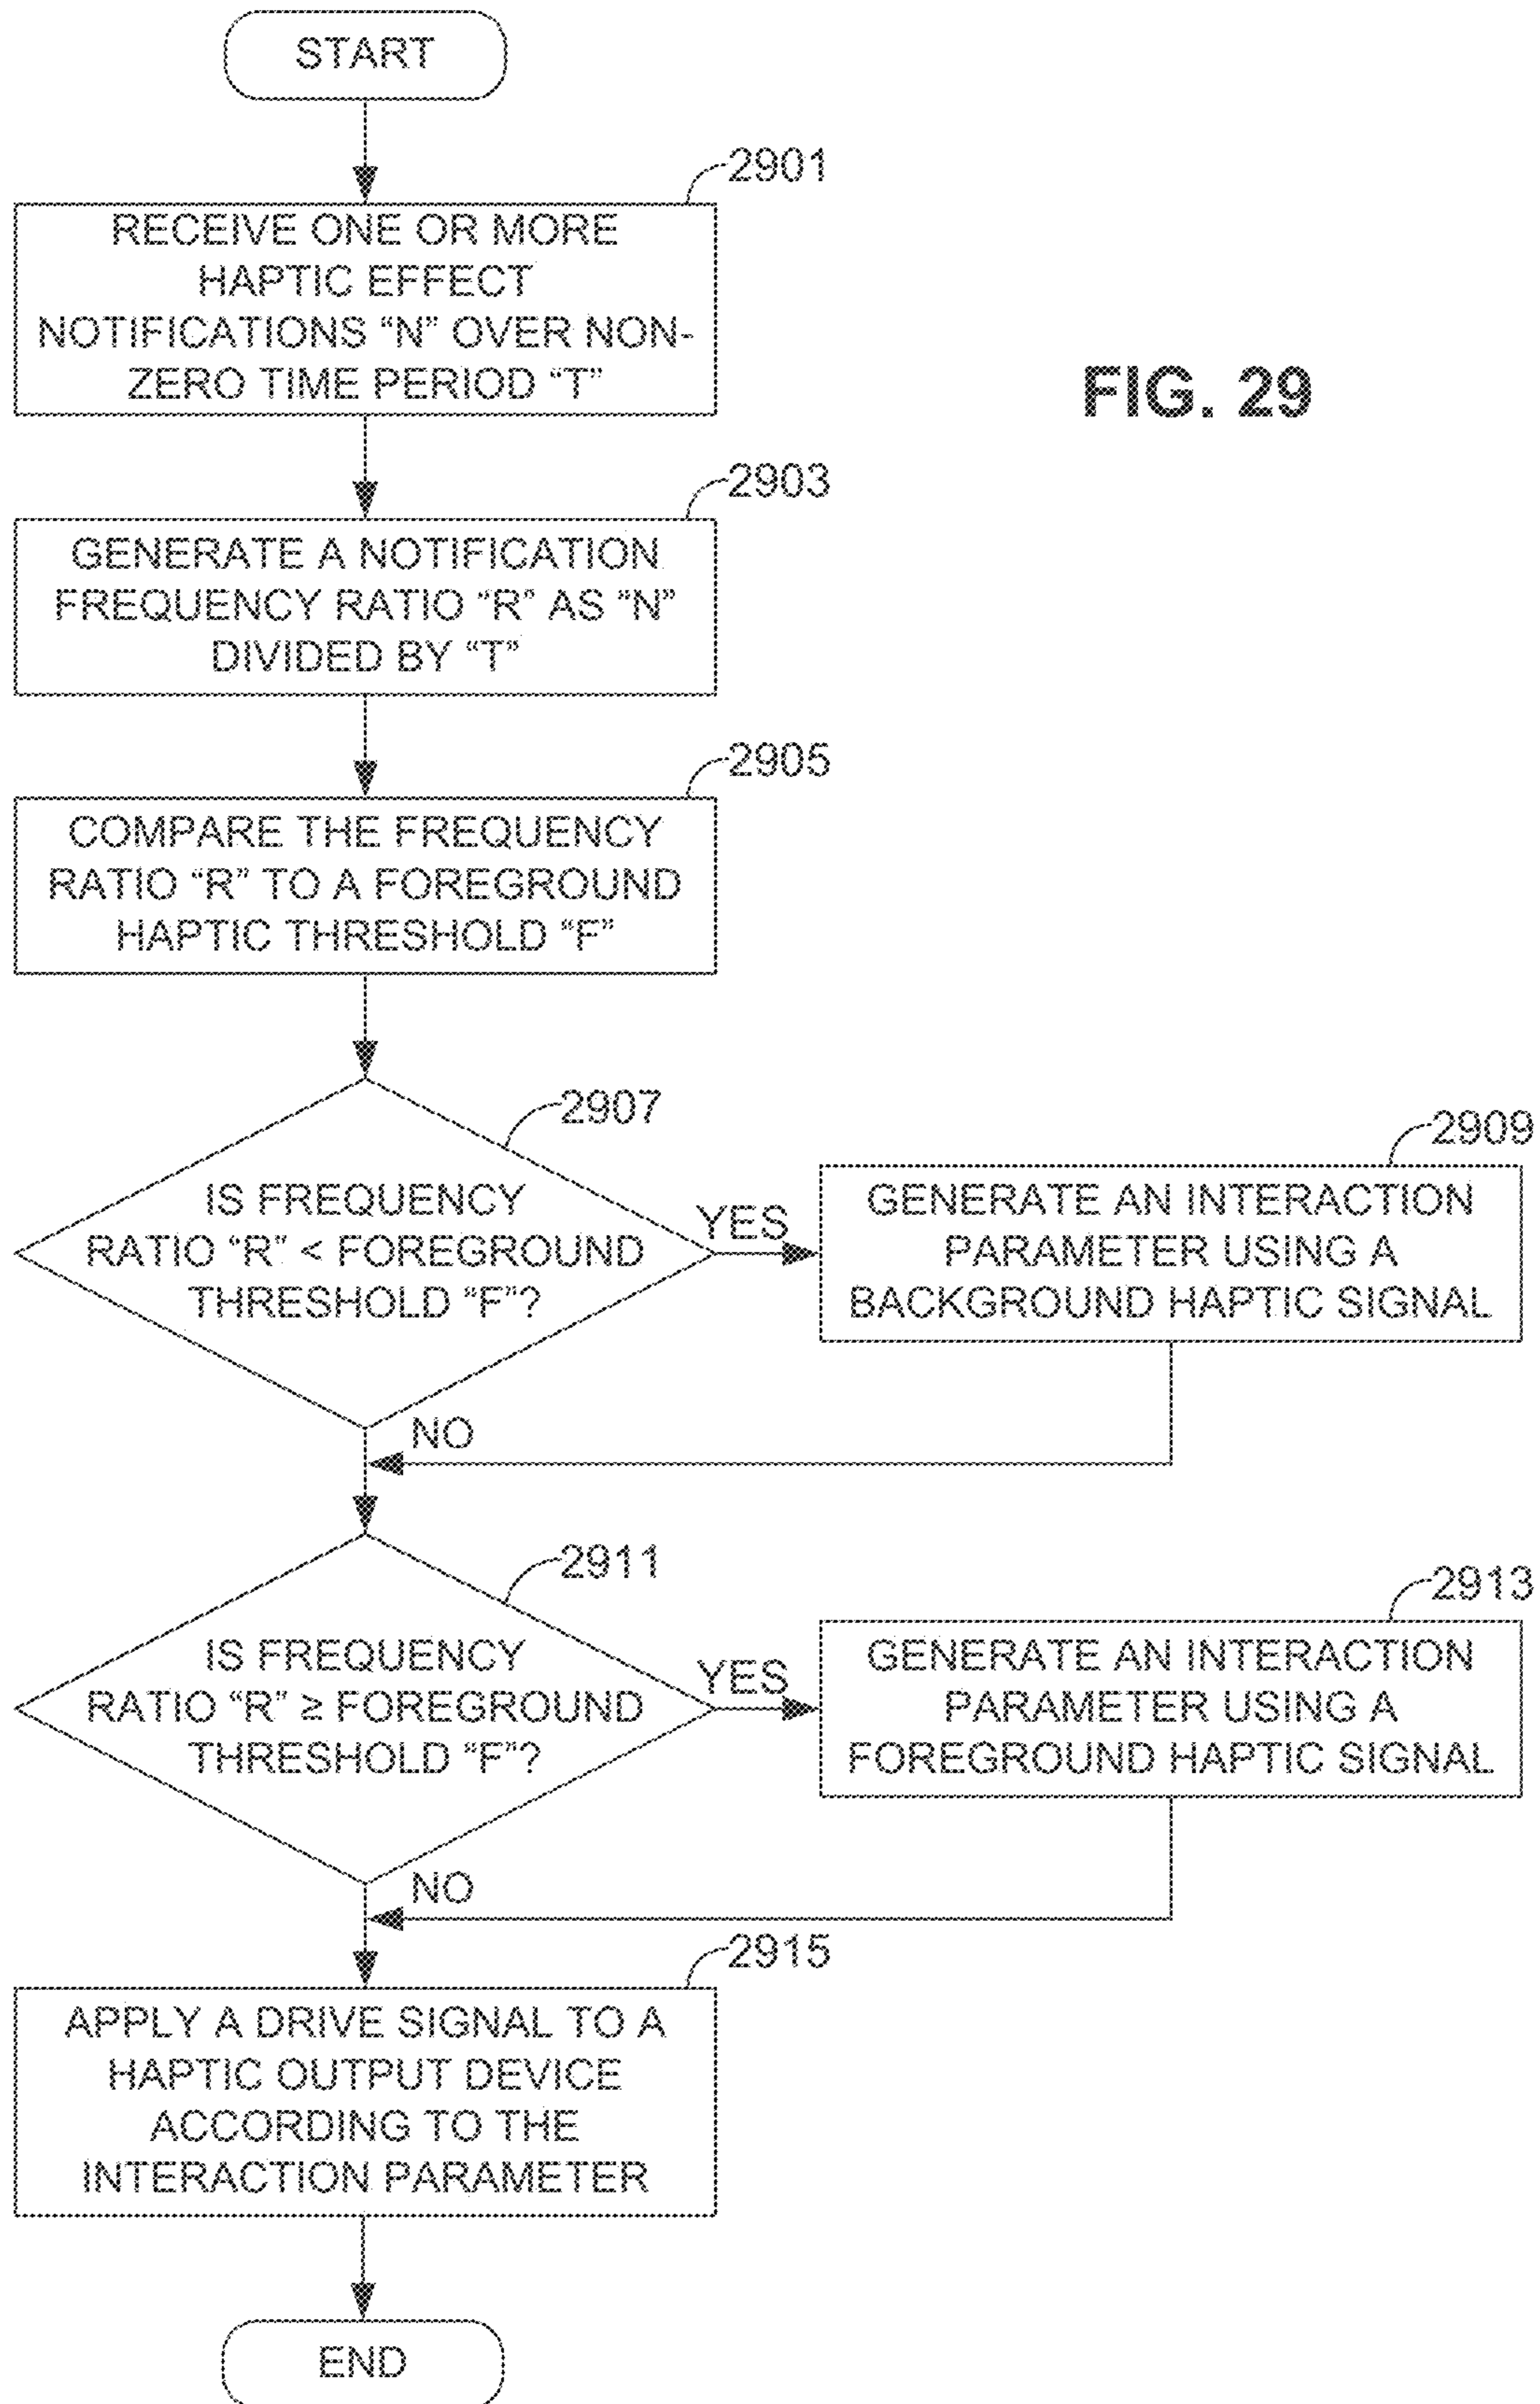 START
2901
RECEIVE ONE OR MORE
HAPTIC EFFECT
NOTIFICATIONS “N” OVER NON-
ZERO TIME PERIOD “T”
FIG. 29
2903
GENERATE A NOTIFICATION
FREQUENCY RATIO “R” AS “N”
DIVIDED BY “T”
2905
COMPARE THE FREQUENCY
RATIO “R” TO A FOREGROUND
HAPTIC THRESHOLD “F”
2907
IS FREQUENCY
RATIO “R” < FOREGROUND
THRESHOLD “F”?
YES
2909
GENERATE AN INTERACTION
PARAMETER USING A
BACKGROUND HAPTIC SIGNAL
NO
2911
IS FREQUENCY
RATIO “R” ≥ FOREGROUND
THRESHOLD “F”?
YES
2913
GENERATE AN INTERACTION
PARAMETER USING A
FOREGROUND HAPTIC SIGNAL
NO
2915
APPLY A DRIVE SIGNAL TO A
HAPTIC OUTPUT DEVICE
ACCORDING TO THE
INTERACTION PARAMETER
END